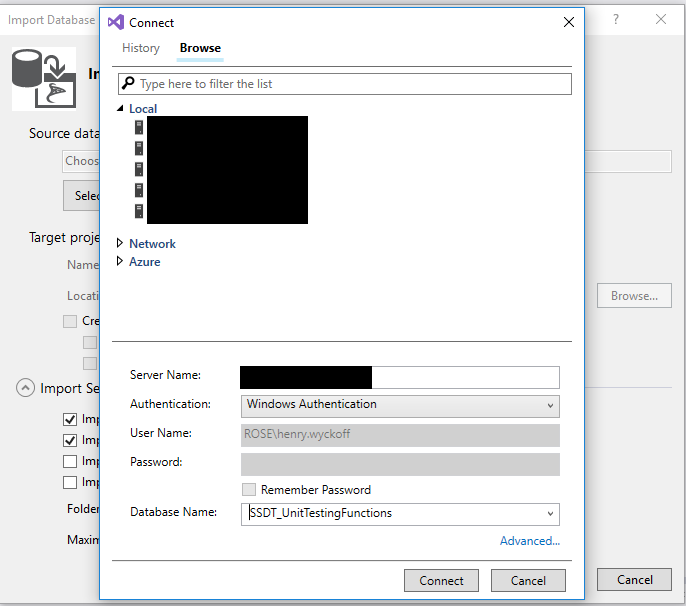 Import Database
?
Connect
History Browse
Type here to filter the list
Local
Network
Azure
Source data
Choos
Selec
Target proje
Name
Locati
Browse...
Cre
Import Se
Imp
Imp
Imp
Imp
Folder
Maxim
Server Name:
Authentication: Windows Authentication
User Name: ROSE\henry.wyckoff
Password:
Remember Password
Database Name: SSDT_UnitTestingFunctions
Advanced...
Connect Cancel
Cancel